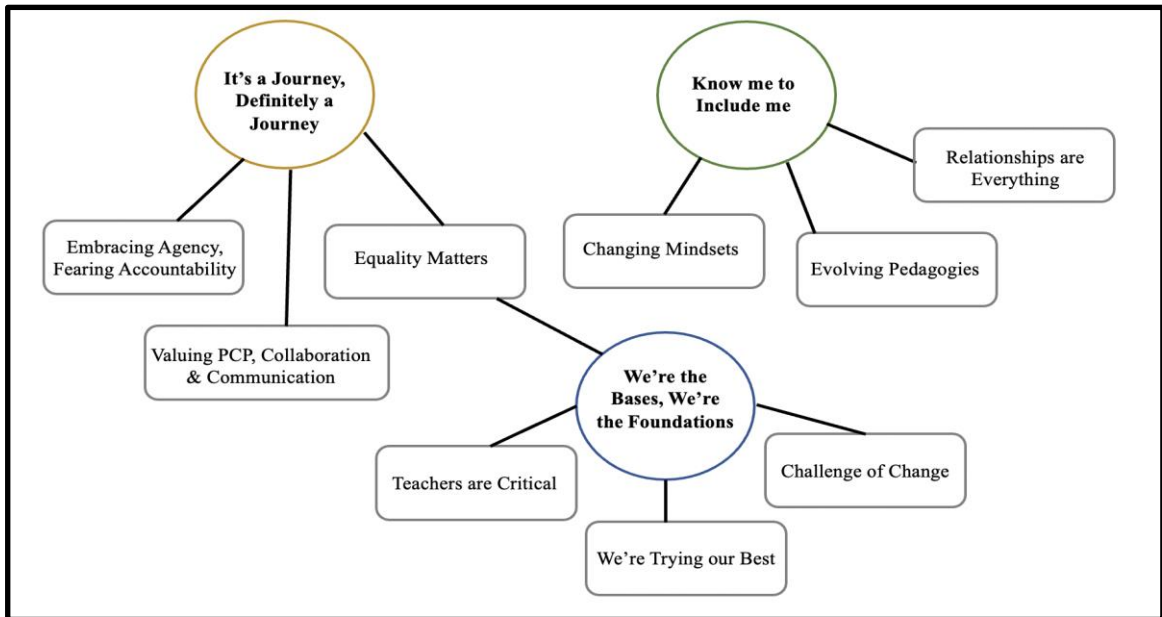 It’s a Journey,
Definitely a
Journey
Know me to
Include me
Relationships are
Everything
Embracing Agency,
Fearing Accountability
Equality Matters
Changing Mindsets
Evolving Pedagogies
Valuing PCP, Collaboration
& Communication
We’re the
Bases, We’re
the Foundations
Teachers are Critical
Challenge of Change
We’re Trying our Best